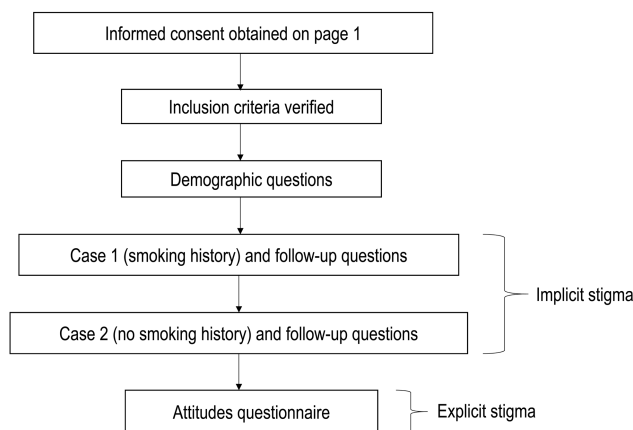 Informed consent obtained on page 1
Inclusion criteria verified
Demographic questions
Case 1 (smoking history) and follow-up questions
Implicit stigma
Case 2 (no smoking history) and follow-up questions
Attitudes questionnaire
Explicit stigma